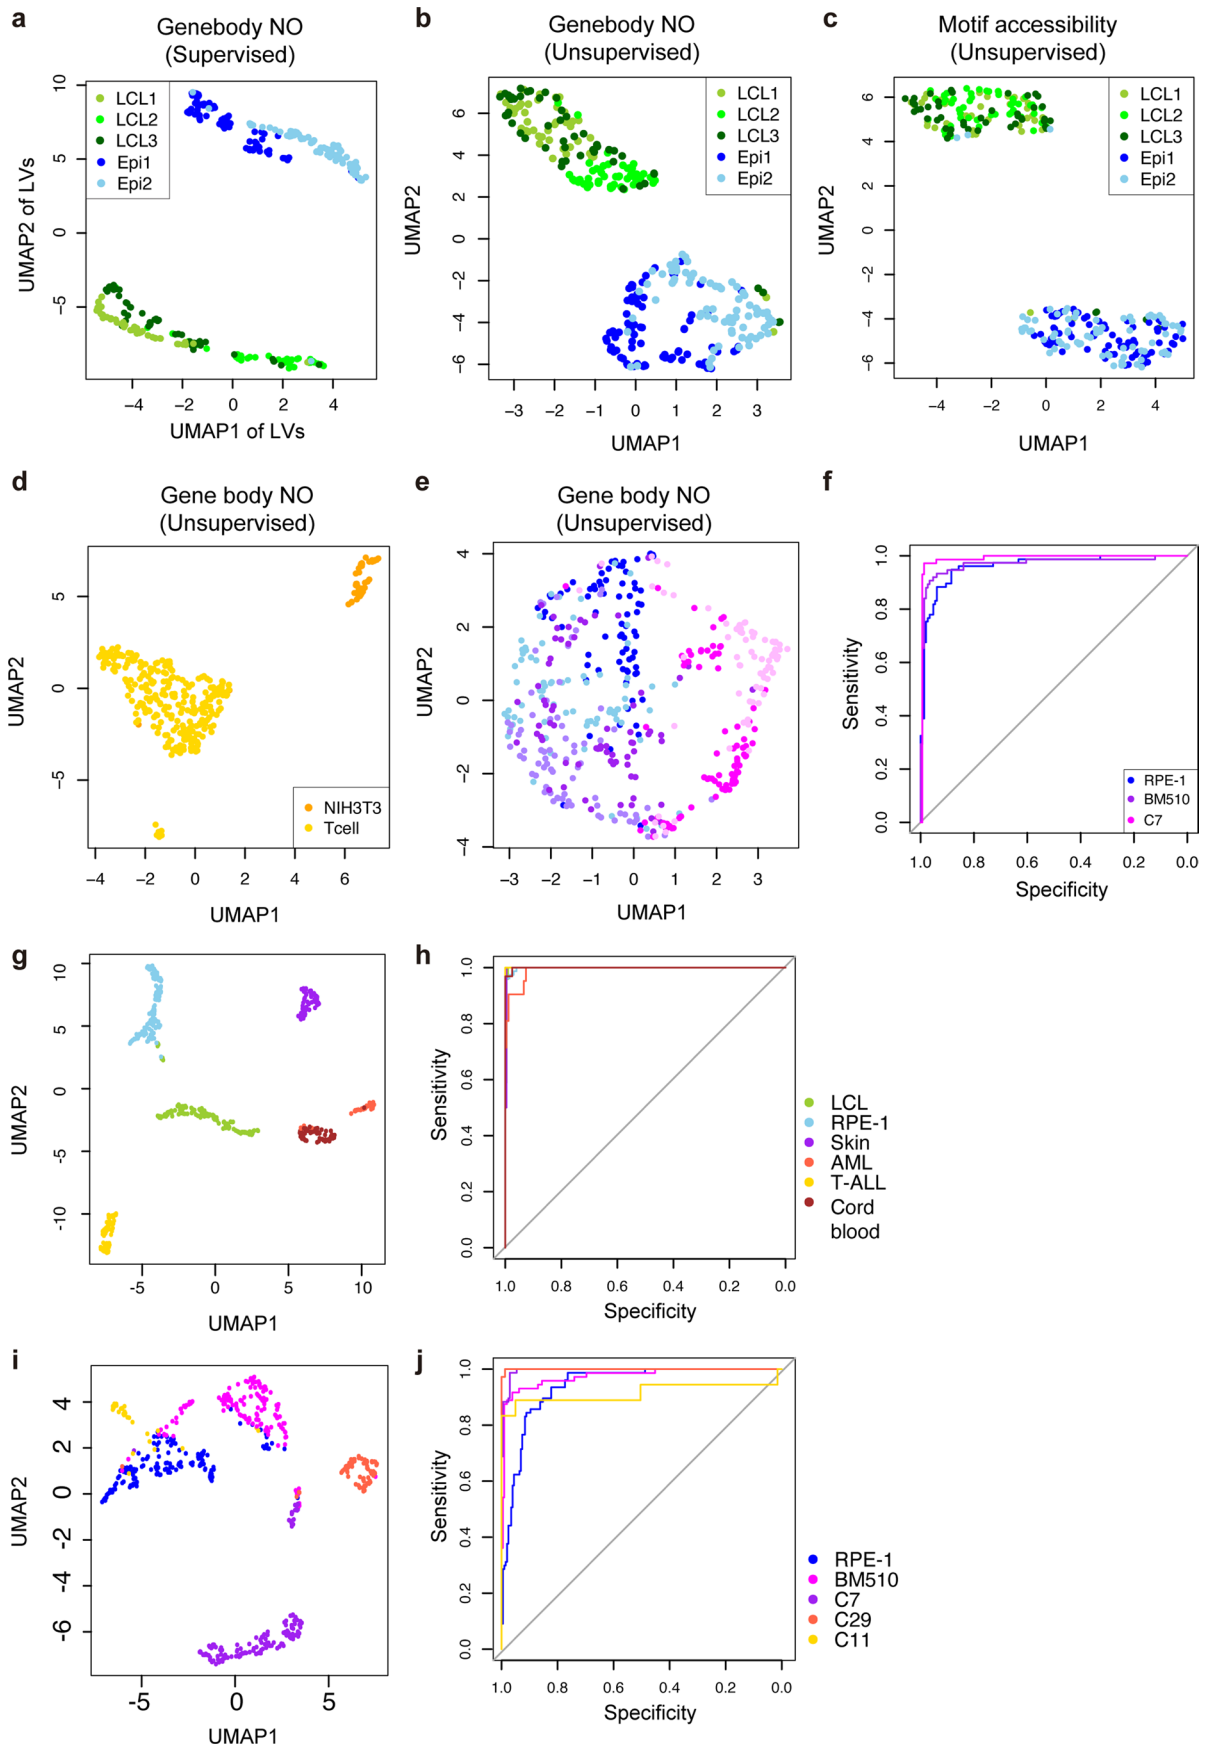 a
Genebody NO
(Supervised)
10
5
0
−5
UMAP2 of LVs
LCL1
LCL2
LCL3
Epi1
Epi2
−4 −2 0 2 4
UMAP1 of LVs
b
Genebody NO
(Unsupervised)
6
4
2
0
−2
−4
−6
UMAP2
LCL1
LCL2
LCL3
Epi1
Epi2
−3 −2 −1 0 1 2 3
UMAP1
c
Motif accessibility
(Unsupervised)
6
4
2
0
−2
−4
−6
UMAP2
LCL1
LCL2
LCL3
Epi1
Epi2
−4 −2 0 2 4
UMAP1
d
Gene body NO
(Unsupervised)
5
0
−5
UMAP2
NIH3T3
Tcell
−4 −2 0 2 4 6
UMAP1
e
Gene body NO
(Unsupervised)
4
2
0
−2
−4
UMAP2
−3 −2 −1 0 1 2 3
UMAP1
f
1.0
0.8
0.6
0.4
0.2
0.0
Sensitivity
RPE-1
BM510
C7
1.0 0.8 0.6 0.4 0.2 0.0
Specificity
g
10
5
0
-5
-10
UMAP2
-5 0 5 10
UMAP1
h
1.0
0.8
0.6
0.4
0.2
0.0
Sensitivity
1.0 0.8 0.6 0.4 0.2 0.0
Specificity
LCL
RPE-1
Skin
AML
T-ALL
Cord
blood
i
4
2
0
-2
-4
-6
UMAP2
-5 0 5
UMAP1
j
1.0
0.8
0.6
0.4
0.2
0.0
Sensitivity
1.0 0.8 0.6 0.4 0.2 0.0
Specificity
RPE-1
BM510
C7
C29
C11